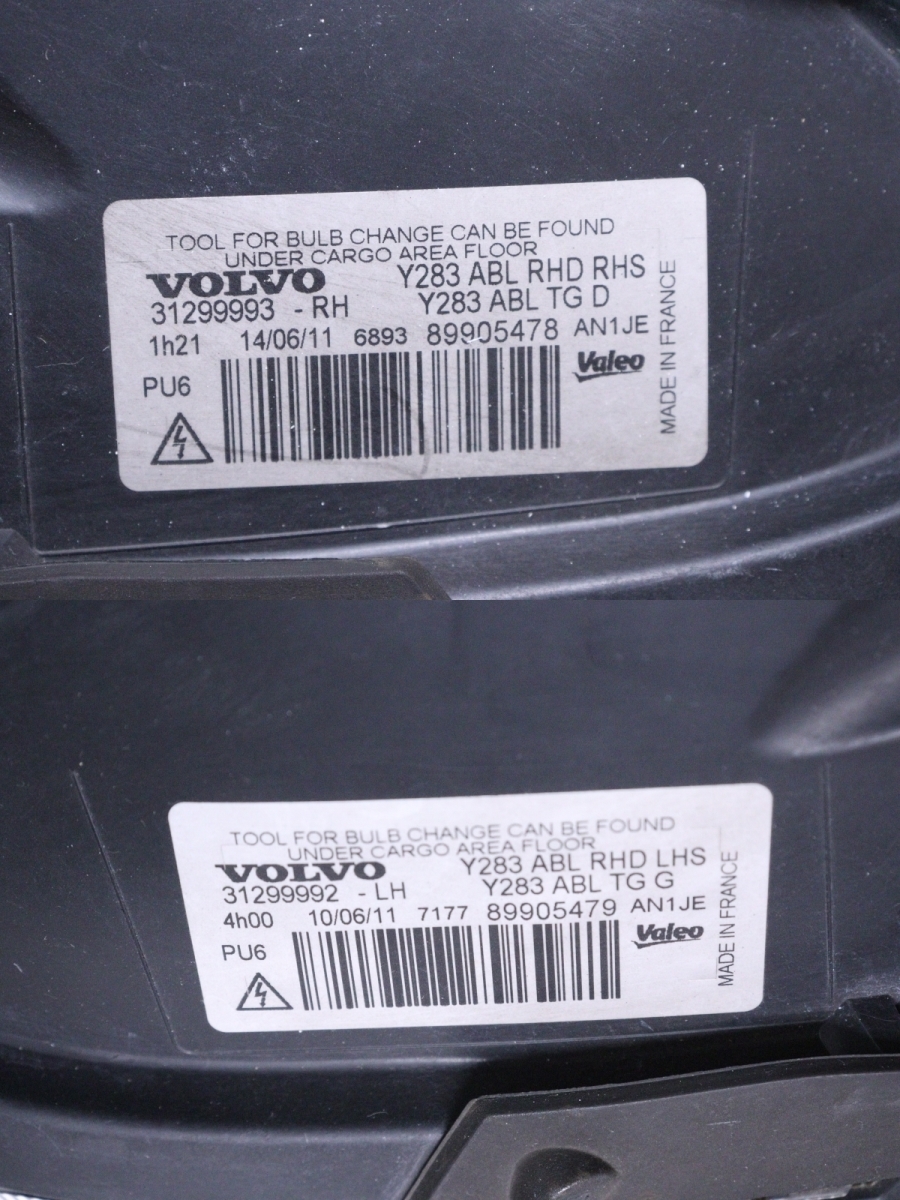 TOOL FOR BULB CHANGE CAN BE FOUND
UNDER CARGO AREA FLOOR
VOLVO Y283 ABL RHD RHS
31299993 - RH Y283 ABL TG D
1h21 14/06/11 6893 89905478 AN1JE
PU6 Valeo
MADE IN FRANCE
TOOL FOR BULB CHANGE CAN BE FOUND
UNDER CARGO AREA FLOOR
VOLVO Y283 ABL RHD LHS
31299992 - LH Y283 ABL TG G
4h00 10/06/11 7177 89905479 AN1JE
PU6 Valeo
MADE IN FRANCE